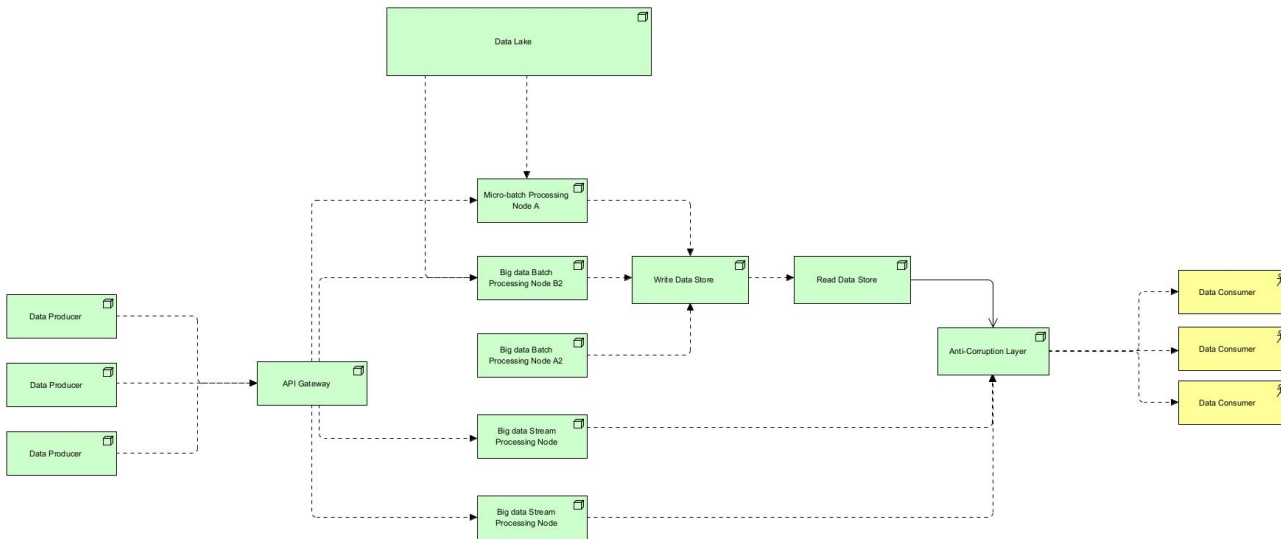 Data Lake
Micro-batch Processing
Node A
Big data Batch
Processing Node B2
Write Data Store
Read Data Store
Data Consumer
Data Producer
Big data Batch
Processing Node A2
Anti-Corruption Layer
Data Consumer
Data Producer
API Gateway
Data Consumer
Data Producer
Big data Stream
Processing Node
Big data Stream
Processing Node